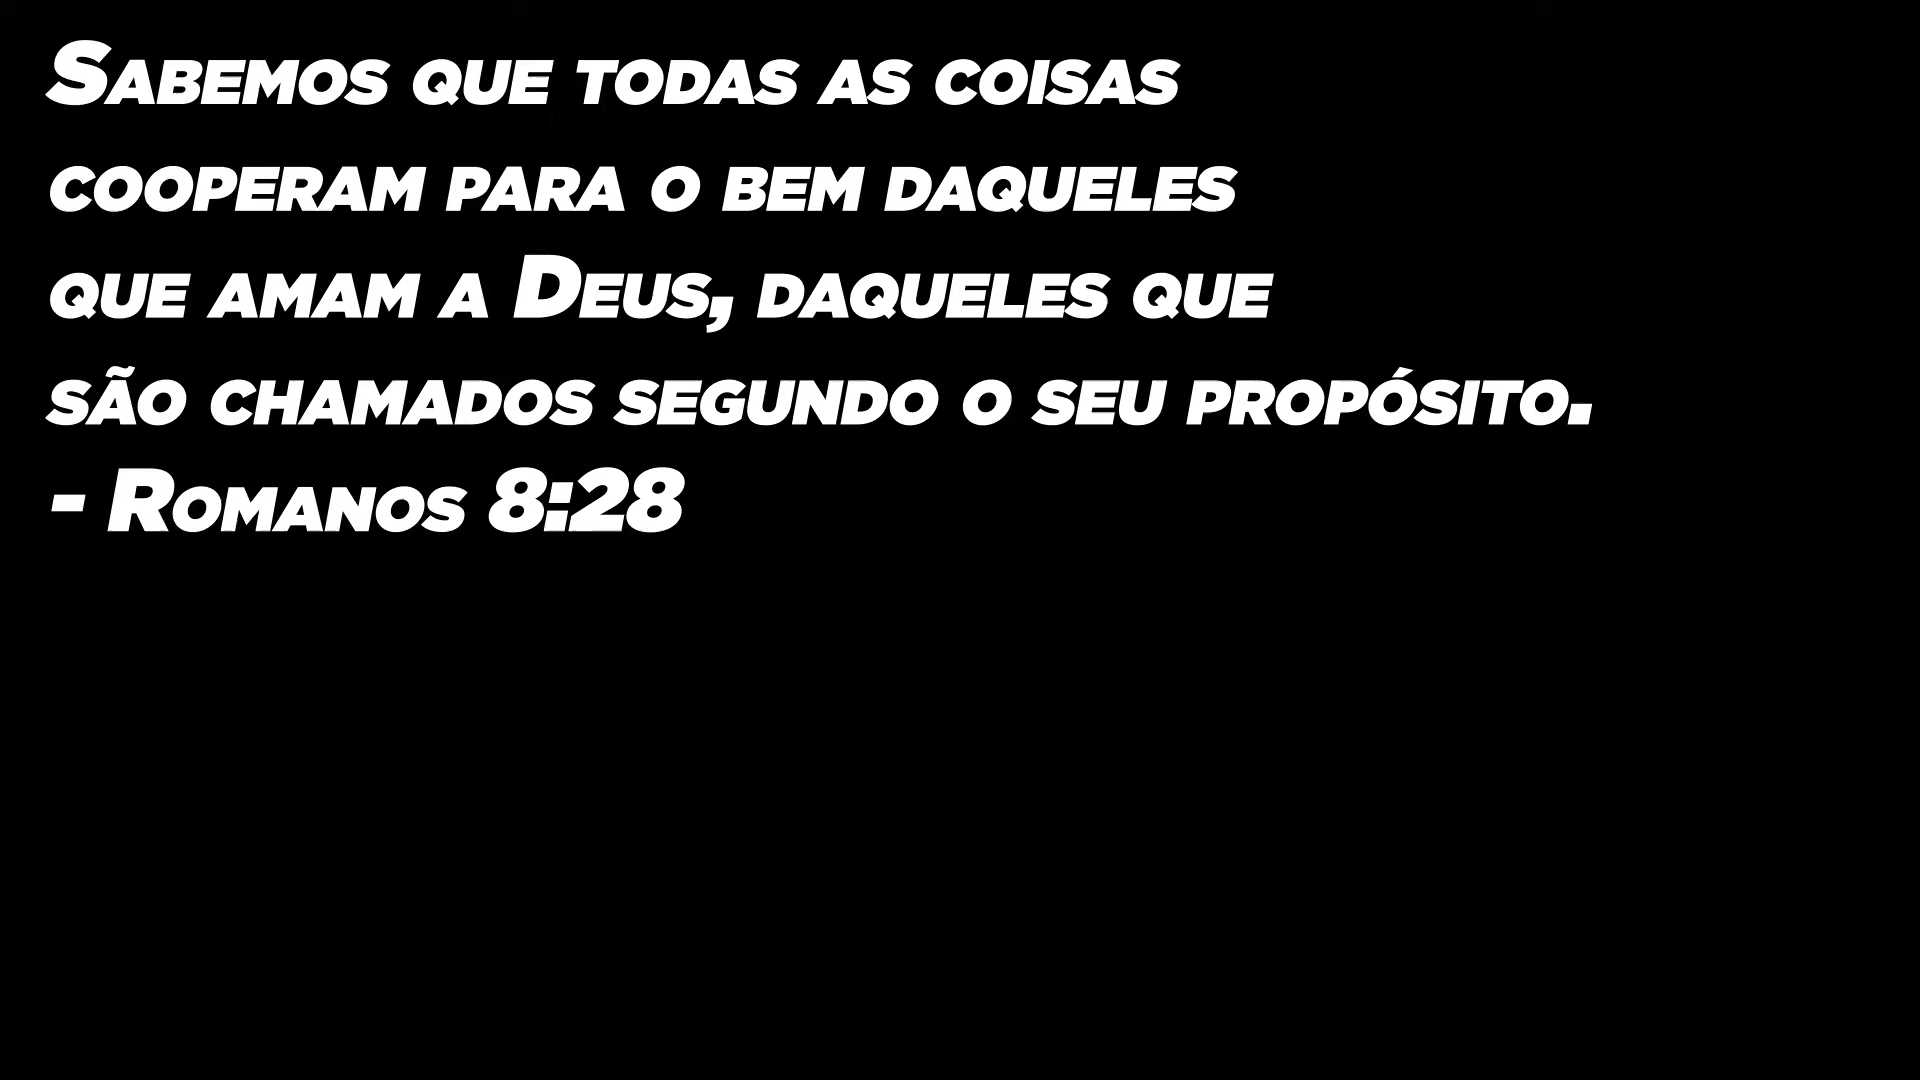 Sabemos que todas as coisas
cooperam para o bem daqueles
que amam a Deus, daqueles que
são chamados segundo o seu propósito.
- Romanos 8:28